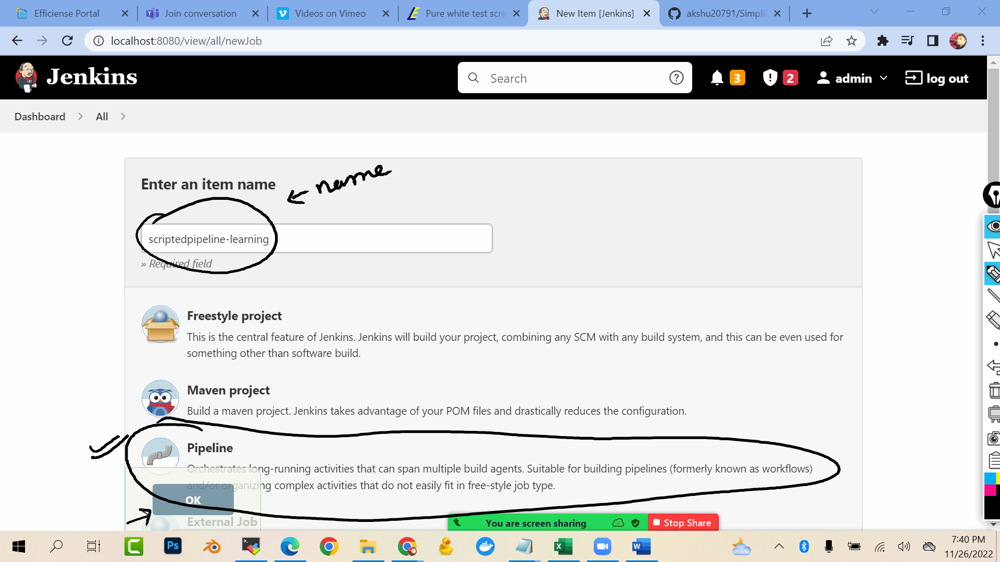 Efficiense Portal
Join conversation
Videos on Vimeo
Pure white test scre
New Item [Jenkins]
akshu20791/Simpli
localhost:8080/view/all/newJob
Jenkins
Search
3
2
admin
log out
Dashboard
All
Enter an item name
name
scriptedpipeline-learning
» Required field
Freestyle project
This is the central feature of Jenkins. Jenkins will build your project, combining any SCM with any build system, and this can be even used for
something other than software build.
Maven project
Build a maven project. Jenkins takes advantage of your POM files and drastically reduces the configuration.
Pipeline
Orchestrates long-running activities that can span multiple build agents. Suitable for building pipelines (formerly known as workflows)
and/or organizing complex activities that do not easily fit in free-style job type.
OK
External Job
You are screen sharing
Stop Share
Ps
7:40 PM
11/26/2022